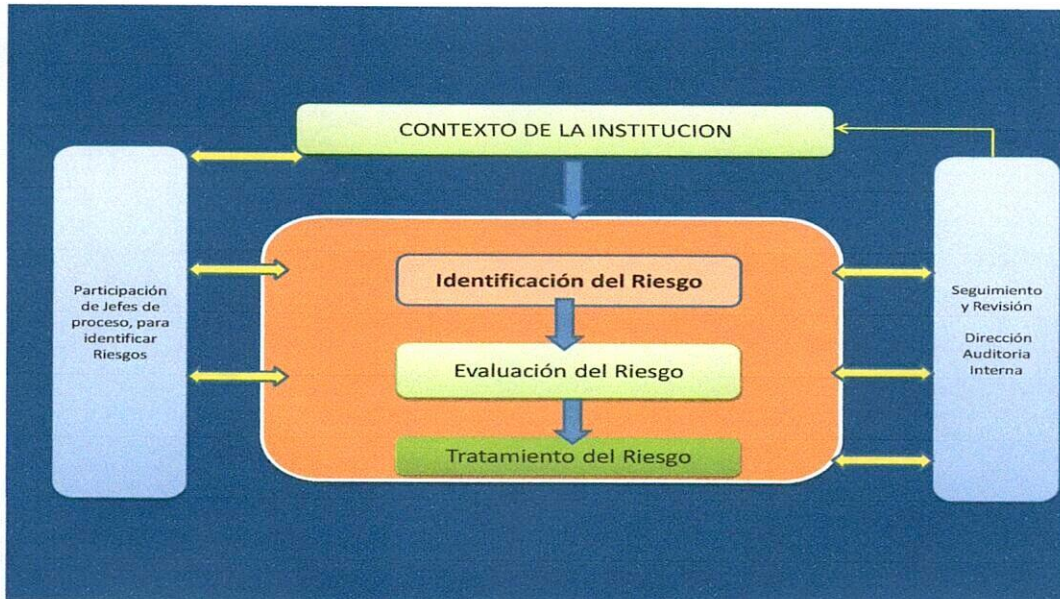 CONTEXTO DE LA INSTITUCION
Participación
de Jefes de
proceso, para
identificar
Riesgos
Identificación del Riesgo
Evaluación del Riesgo
Tratamiento del Riesgo
Seguimiento
y Revisión
Dirección
Auditoria
Interna